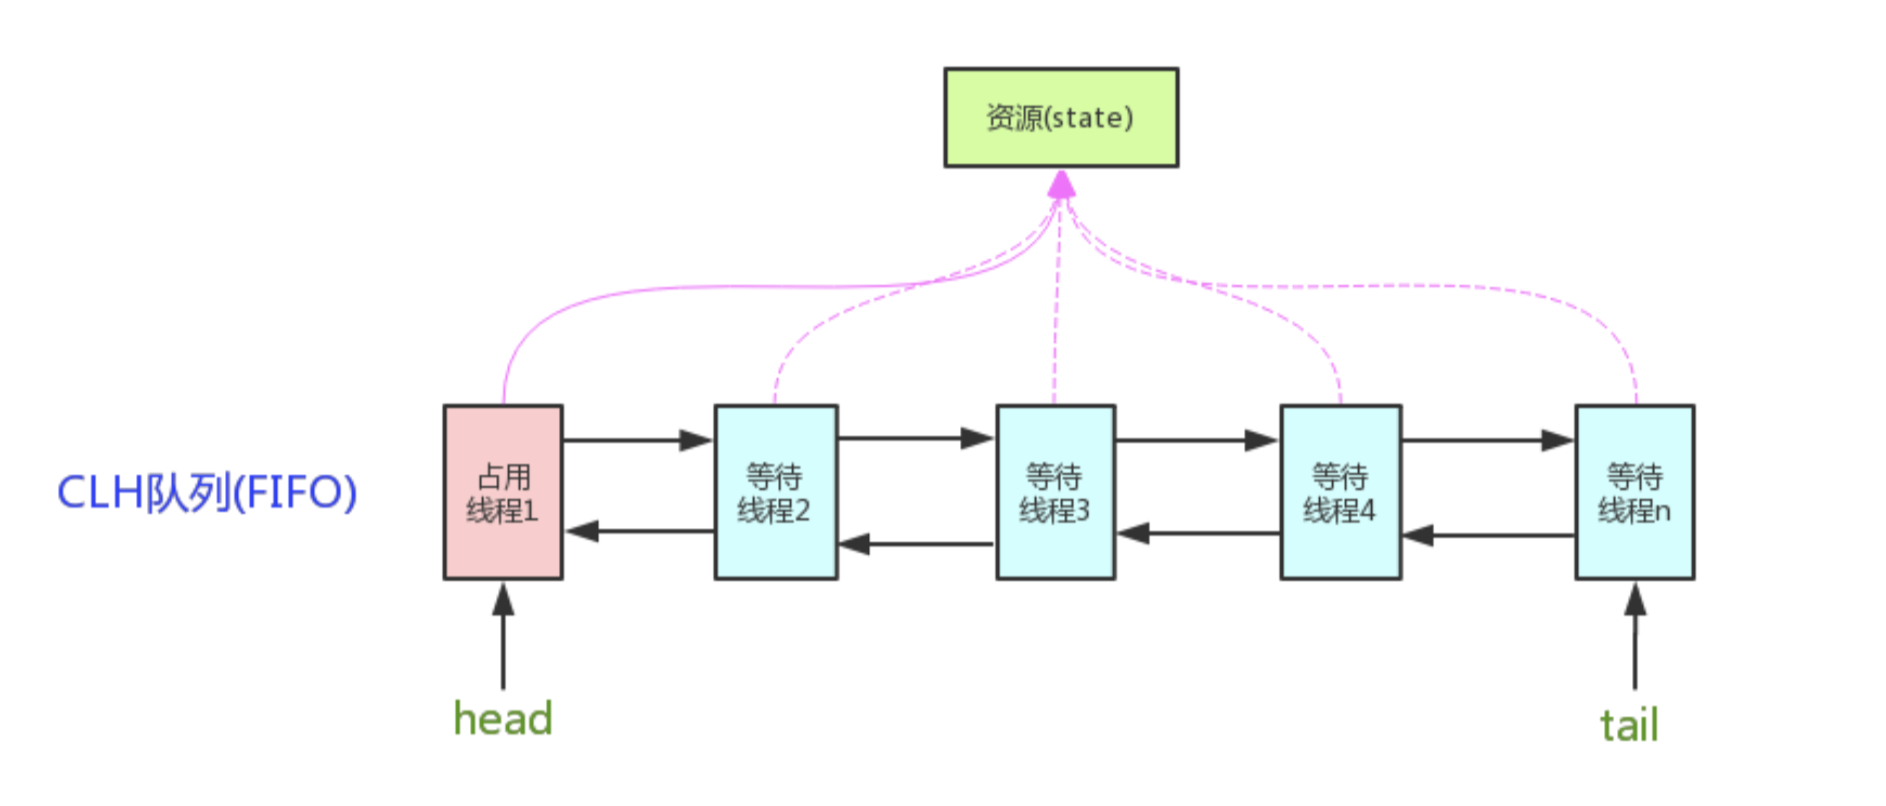 资源(state)
CLH队列(FIFO)
占用
线程1
等待
线程2
等待
线程3
等待
线程4
等待
线程n
head
tail